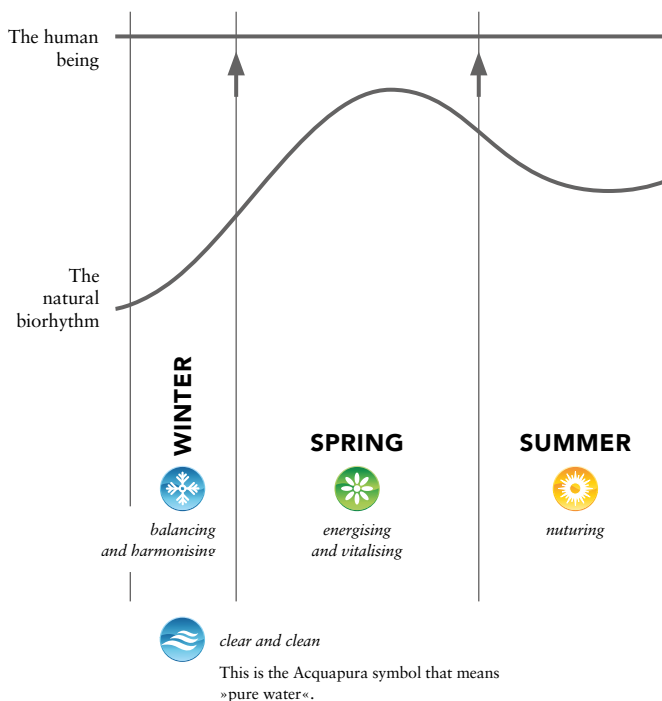 The human
being
The
natural
biorhythm
WINTER
balancing
and harmonising
SPRING
energising
and vitalising
SUMMER
nuturing
clear and clean
This is the Acquapura symbol that means
»pure water«.